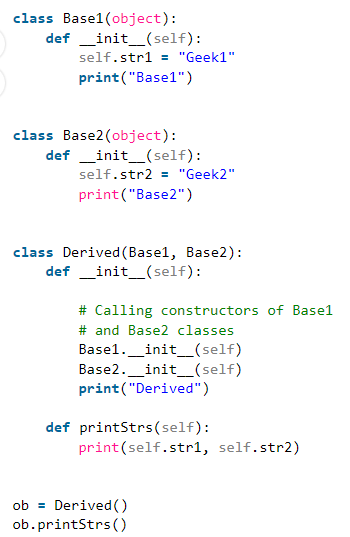 class Base1(object):
    def __init__(self):
        self.str1 = "Geek1"
        print("Base1")
class Base2(object):
    def __init__(self):
        self.str2 = "Geek2"
        print("Base2")
class Derived(Base1, Base2):
    def __init__(self):
        # Calling constructors of Base1
        # and Base2 classes
        Base1.__init__(self)
        Base2.__init__(self)
        print("Derived")
    def printStrs(self):
        print(self.str1, self.str2)
ob = Derived()
ob.printStrs()